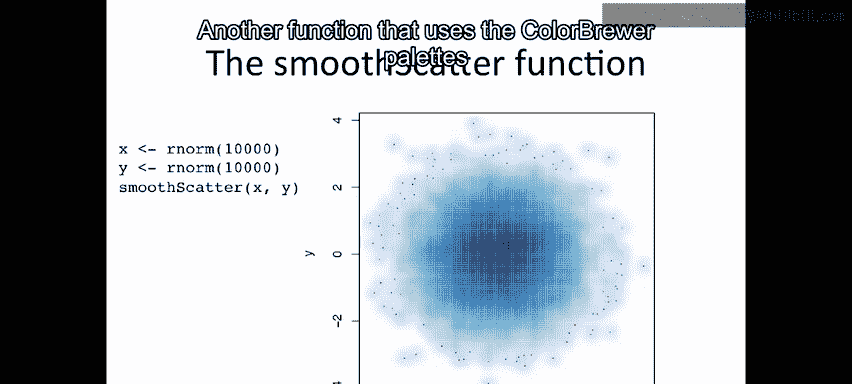 Another function that uses the ColorBrewer
palettes
The smoothScatter function
x <- rnorm(10000)
y <- rnorm(10000)
smoothScatter(x, y)
4
2
0
-2
y